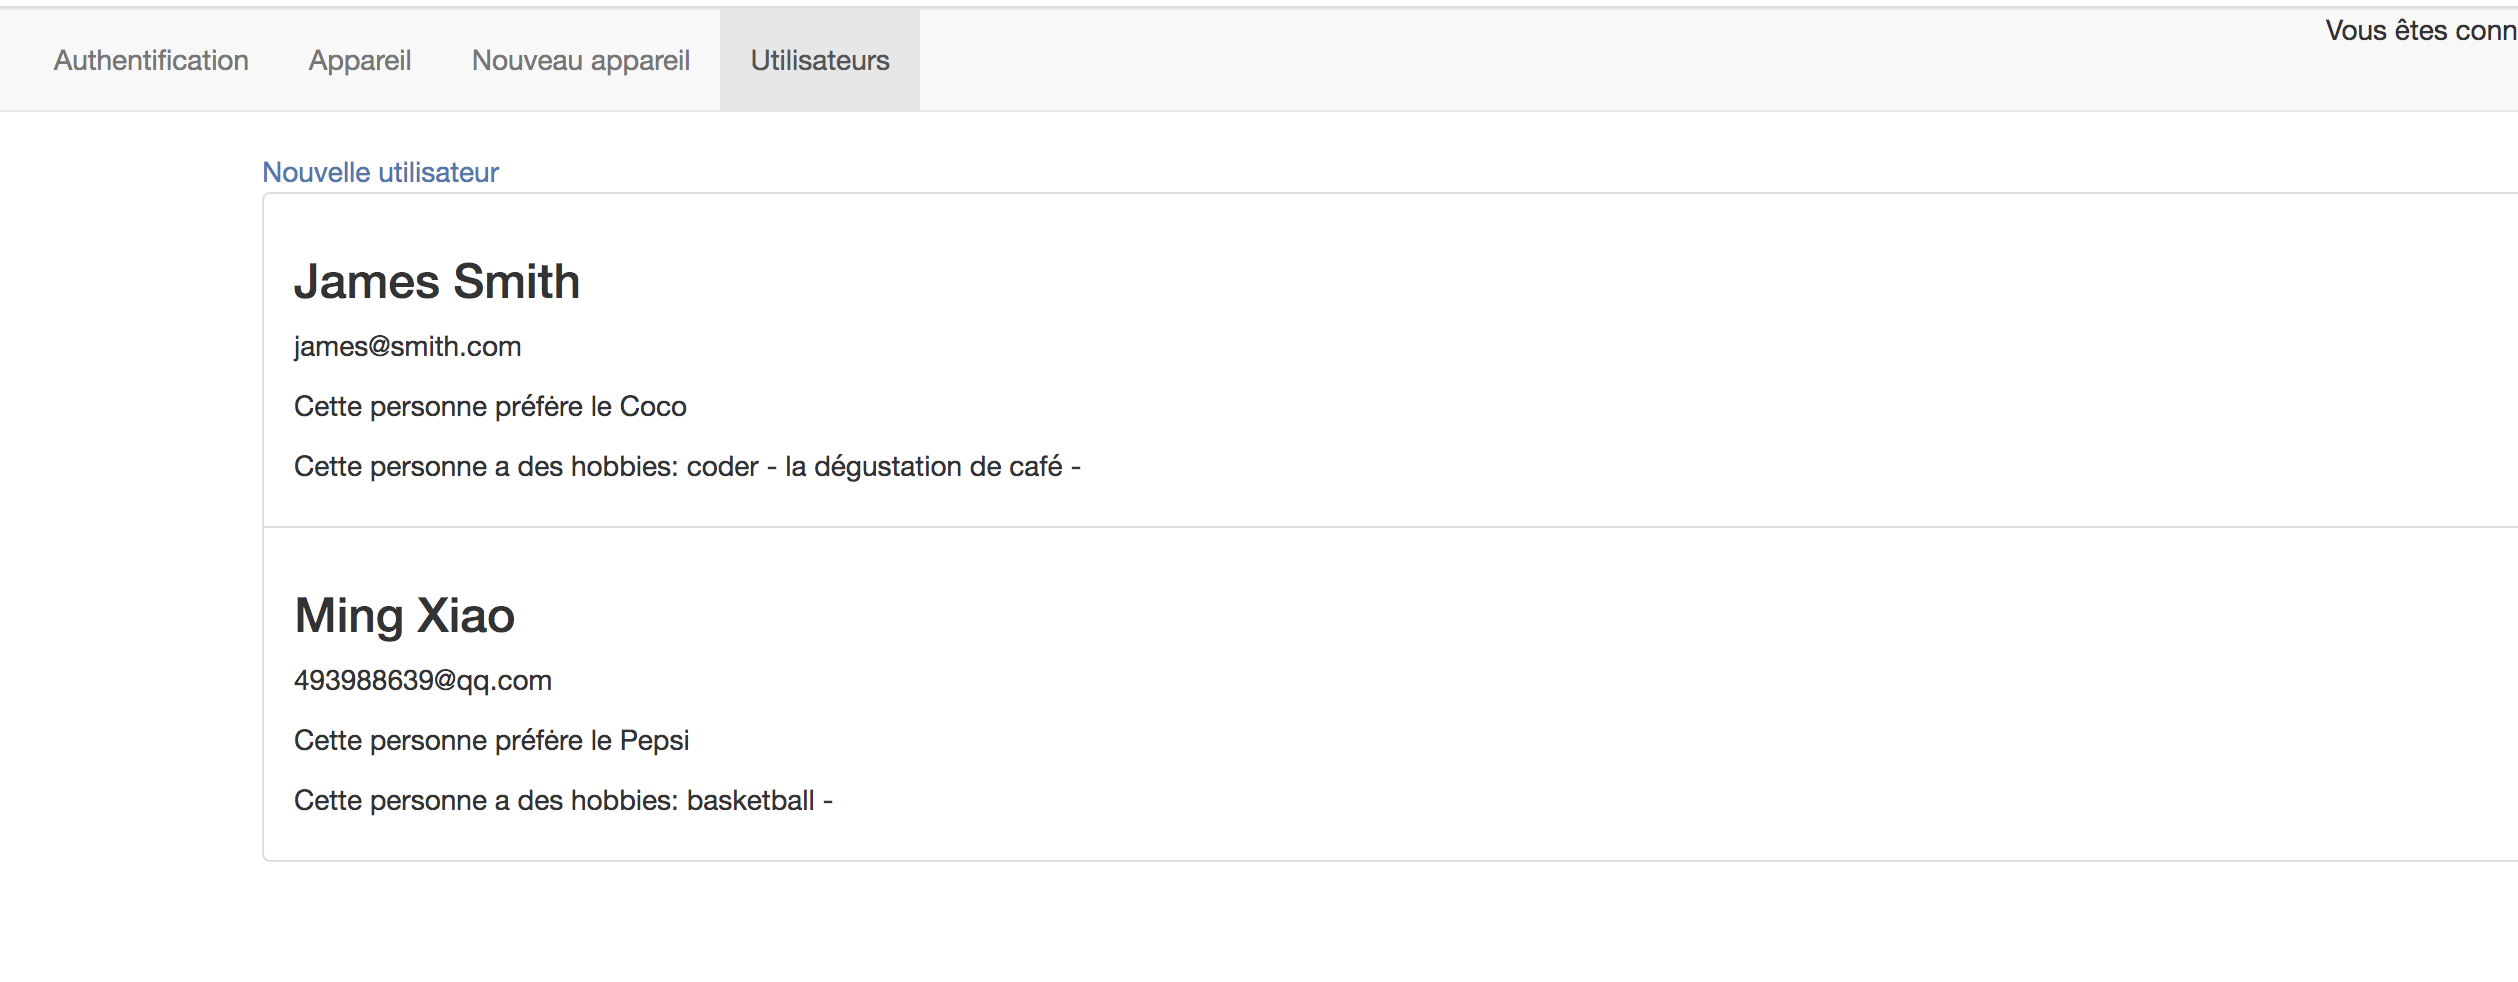 Authentification Appareil Nouveau appareil Utilisateurs Vous êtes conn
Nouvelle utilisateur
James Smith
james@smith.com
Cette personne préfėre le Coco
Cette personne a des hobbies: coder - la dégustation de café -
Ming Xiao
493988639@qq.com
Cette personne préfėre le Pepsi
Cette personne a des hobbies: basketball -